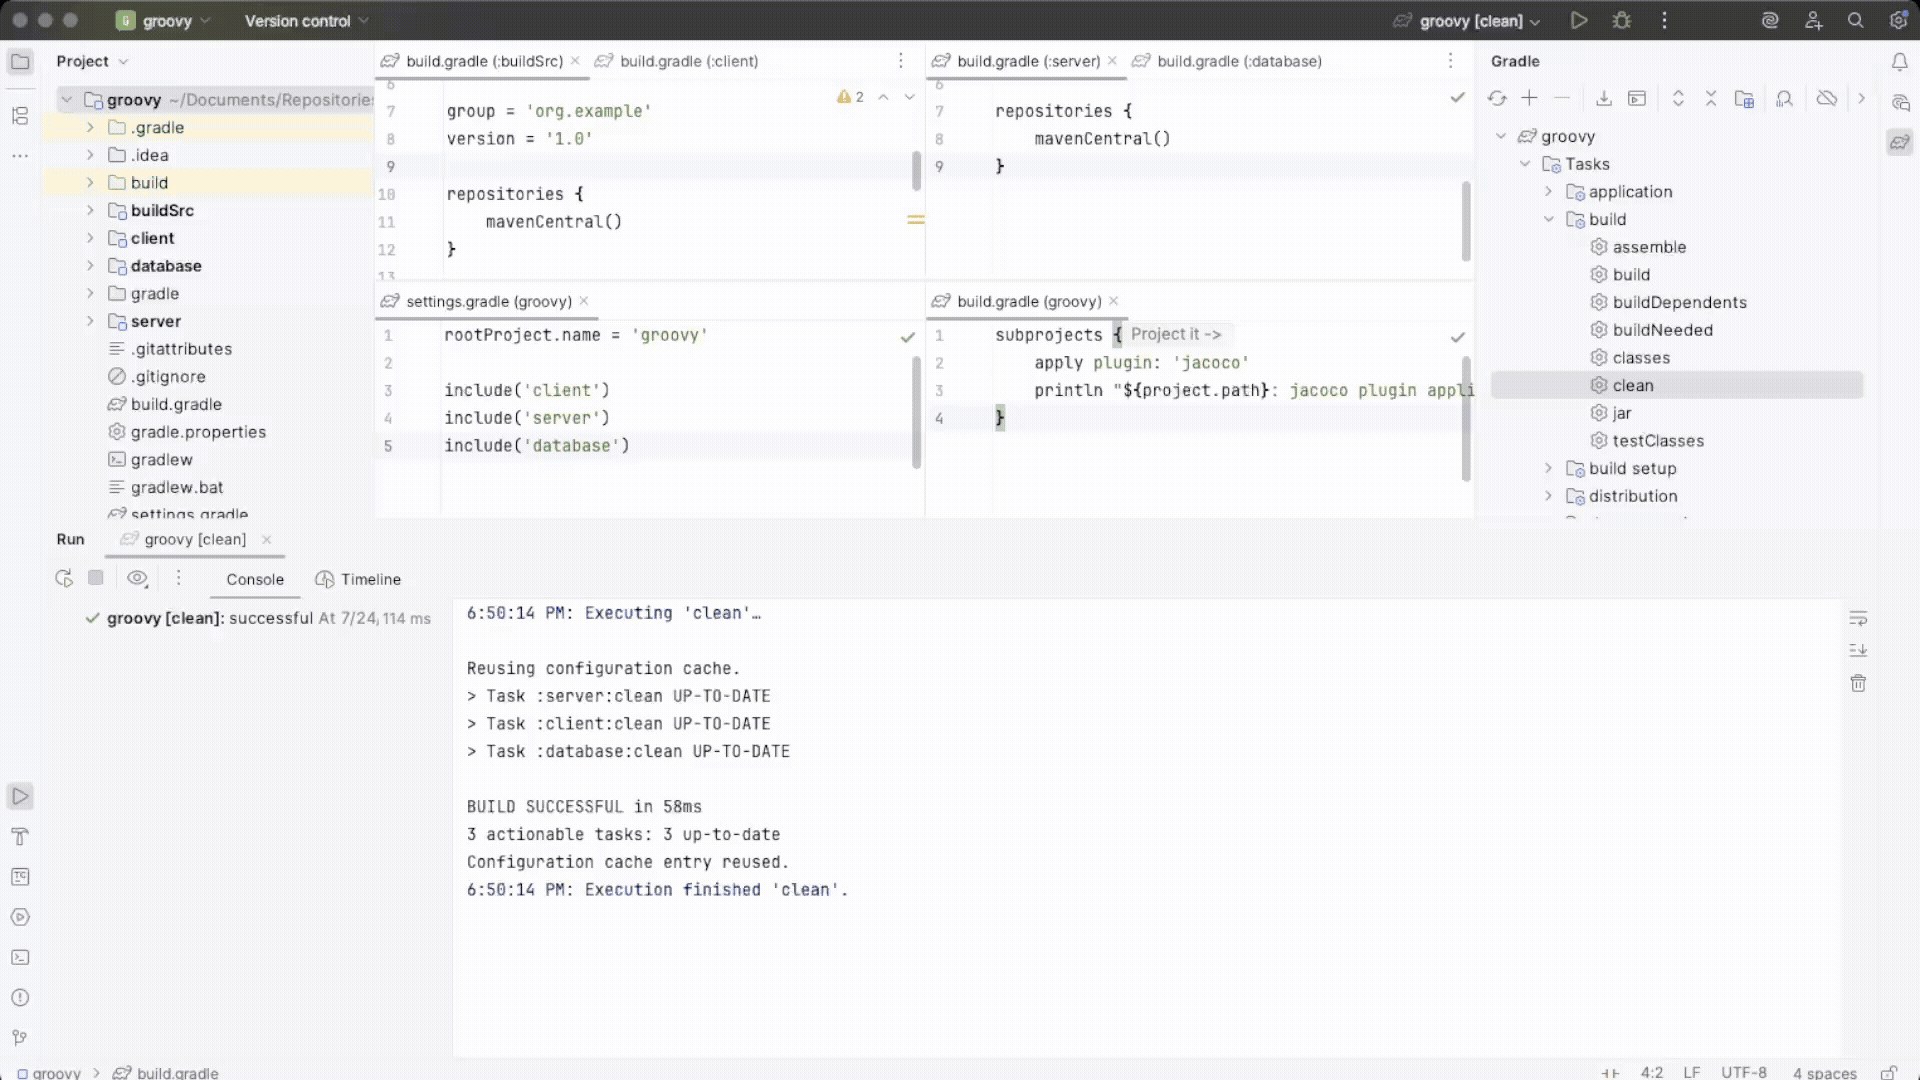 groovy
Version control
groovy [clean]
Project
groovy ~/Documents/Repositorie
.gradle
.idea
build
buildSrc
client
database
gradle
server
.gitattributes
.gitignore
build.gradle
gradle.properties
gradlew
gradlew.bat
settings.gradle
build.gradle (:buildSrc)
build.gradle (:client)
2
6
7 group = 'org.example'
8 version = '1.0'
9
10 repositories {
11 mavenCentral()
12 }
13
build.gradle (:server)
build.gradle (:database)
6
7 repositories {
8 mavenCentral()
9 }
settings.gradle (groovy)
1 rootProject.name = 'groovy'
2
3 include('client')
4 include('server')
5 include('database')
build.gradle (groovy)
1 subprojects { Project it ->
2 apply plugin: 'jacoco'
3 println "${project.path}: jacoco plugin appli
4 }
Gradle
groovy
Tasks
application
build
assemble
build
buildDependents
buildNeeded
classes
clean
jar
testClasses
build setup
distribution
Run
groovy [clean]
Console
Timeline
groovy [clean]: successful At 7/24, 114 ms
6:50:14 PM: Executing 'clean'…
Reusing configuration cache.
> Task :server:clean UP-TO-DATE
> Task :client:clean UP-TO-DATE
> Task :database:clean UP-TO-DATE
BUILD SUCCESSFUL in 58ms
3 actionable tasks: 3 up-to-date
Configuration cache entry reused.
6:50:14 PM: Execution finished 'clean'.
groovy > build.gradle
4:2 LF UTF-8 4 spaces